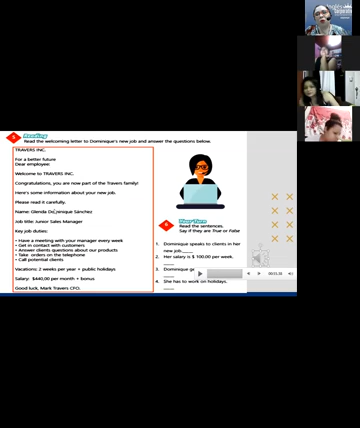 5 Reading
Read the welcoming letter to Dominique's new job and answer the questions below.
TRAVERS INC.
For a better future
Dear employee:
Welcome to TRAVERS INC.
Congratulations, you are now part of the Travers family!
Here's some information about your new job.
Please read it carefully.
Name: Glenda Dominique Sánchez
Job title: Junior Sales Manager
Key job duties:
• Have a meeting with your manager every week
• Get in contact with customers
• Answer clients questions about our products
• Take orders on the telephone
• Call potential clients
Vacations: 2 weeks per year + public holidays
Salary: $440,00 per month + bonus
Good luck, Mark Travers CFO.
6 Your Turn
Read the sentences.
Say if they are True or False
1. Dominique speaks to clients in her
new job.____
2. Her salary is $ 100.00 per week.
____
3. Dominique
____
4. She has to work on holidays.
____